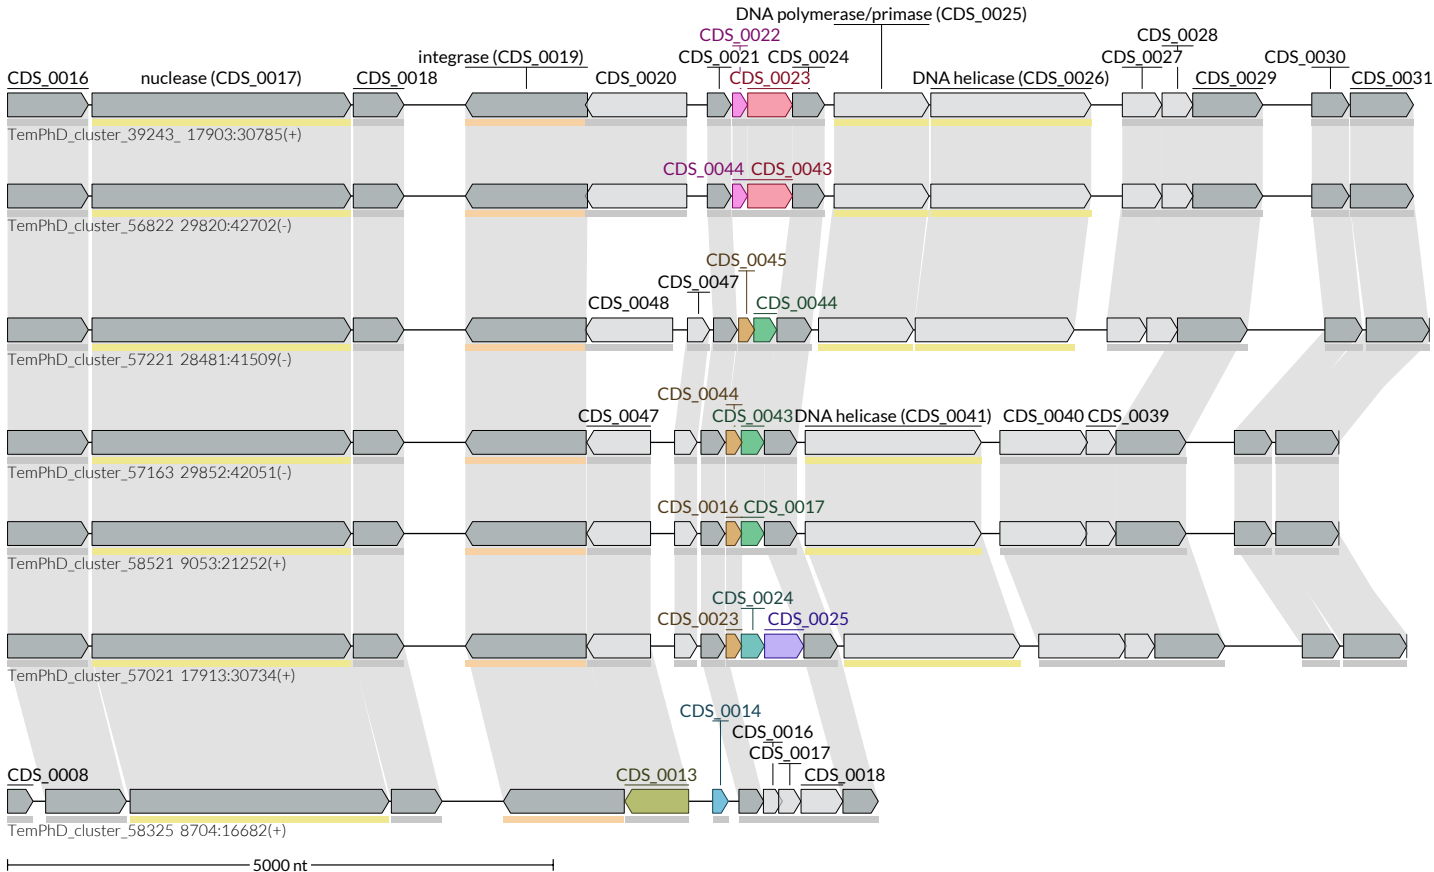 DNA polymerase/primase (CDS_0025)
CDS_0022 CDS_0028
integrase (CDS_0019) CDS_0021 CDS_0024 CDS_0027 CDS_0030
CDS_0016 nuclease (CDS_0017) CDS_0018 CDS_0020 CDS_0023 DNA helicase (CDS_0026) CDS_0029 CDS_0031
TemPhD_cluster_39243_ 17903:30785(+)
CDS_0044 CDS_0043
TemPhD_cluster_56822 29820:42702(-)
CDS_0045
CDS_0047
CDS_0048 CDS_0044
TemPhD_cluster_57221 28481:41509(-)
CDS_0044
CDS_0047 CDS_0043 DNA helicase (CDS_0041) CDS_0040 CDS_0039
TemPhD_cluster_57163 29852:42051(-)
CDS_0016 CDS_0017
TemPhD_cluster_58521 9053:21252(+)
CDS_0024
CDS_0023 CDS_0025
TemPhD_cluster_57021 17913:30734(+)
CDS_0014
CDS_0016
CDS_0017
CDS_0008 CDS_0013 CDS_0018
TemPhD_cluster_58325 8704:16682(+)
5000 nt